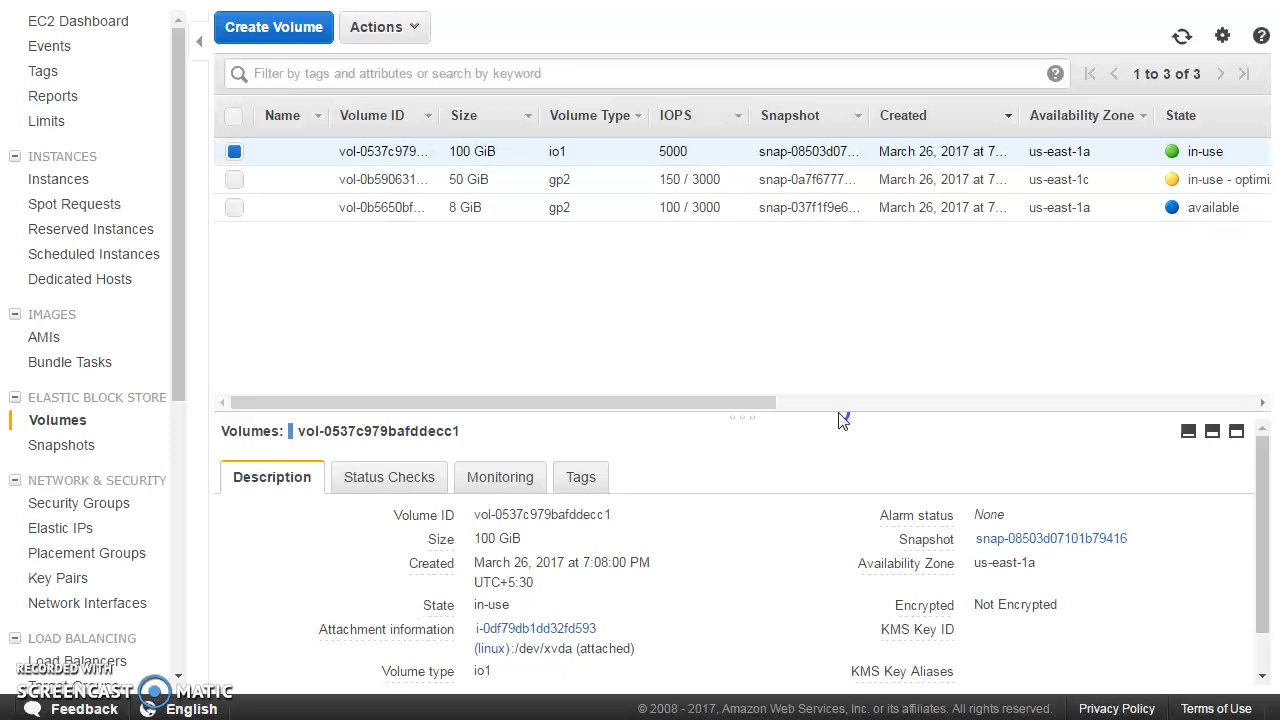 EC2 Dashboard
Events
Tags
Reports
Limits
INSTANCES
Instances
Spot Requests
Reserved Instances
Scheduled Instances
Dedicated Hosts
IMAGES
AMIs
Bundle Tasks
ELASTIC BLOCK STORE
Volumes
Snapshots
NETWORK & SECURITY
Security Groups
Elastic IPs
Placement Groups
Key Pairs
Network Interfaces
LOAD BALANCING
Load Balancers
RECORDED WITH
SCREENCAST MATIC
Create Volume Actions
Filter by tags and attributes or search by keyword 1 to 3 of 3
Name Volume ID Size Volume Type IOPS Snapshot Created Availability Zone State
vol-0537c979... 100 GiB io1 5000 snap-08503d07... March 26, 2017 at 7... us-east-1a in-use
vol-0b590631... 50 GiB gp2 150 / 3000 snap-0a7f6777... March 26, 2017 at 7... us-east-1c in-use - optimi
vol-0b5650bf... 8 GiB gp2 100 / 3000 snap-037f1f9e6... March 26, 2017 at 7... us-east-1a available
Volumes: vol-0537c979bafddecc1
Description Status Checks Monitoring Tags
Volume ID vol-0537c979bafddecc1 Alarm status None
Size 100 GiB Snapshot snap-08503d07101b79416
Created March 26, 2017 at 7:08:00 PM UTC+5:30 Availability Zone us-east-1a
State in-use Encrypted Not Encrypted
Attachment information i-0df79db1dd32fd593 KMS Key ID
(linux):/dev/xvda (attached)
Volume type io1 KMS Key Aliases
Feedback English © 2008 - 2017, Amazon Web Services, Inc. or its affiliates. All rights reserved. Privacy Policy Terms of Use